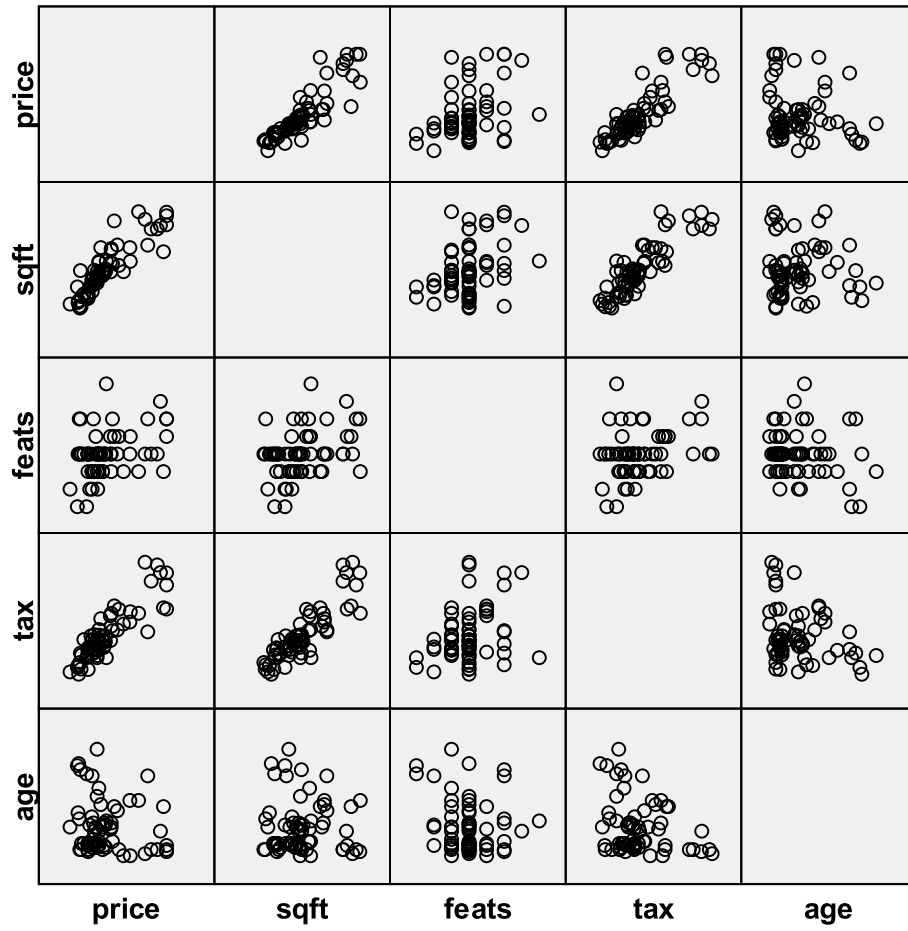 price
sqft
feats
tax
age
price sqft feats tax age